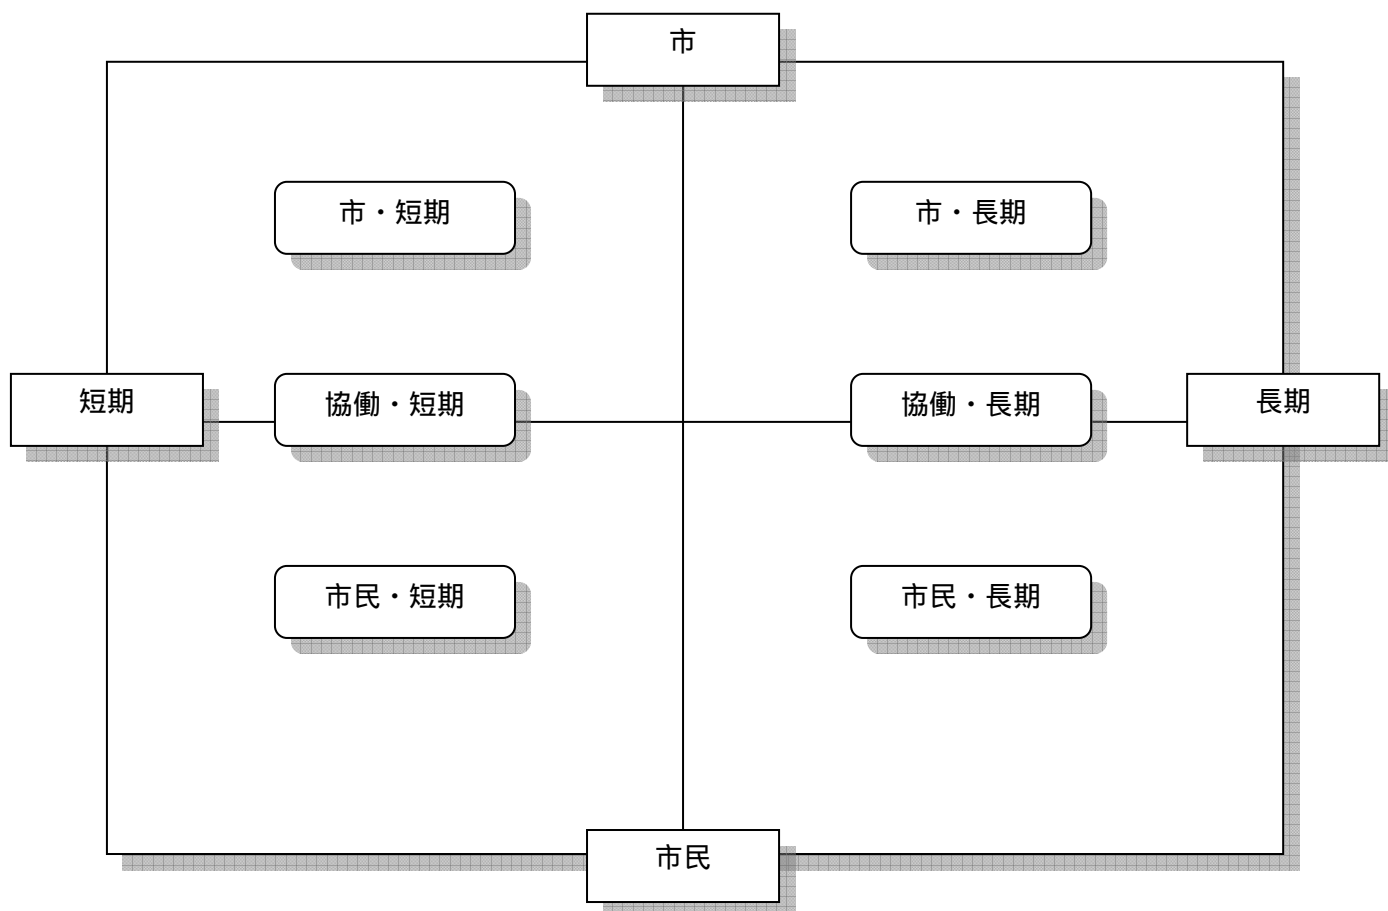 市
市・短期
市・長期
短期
協働・短期
協働・長期
長期
市民・短期
市民・長期
市民